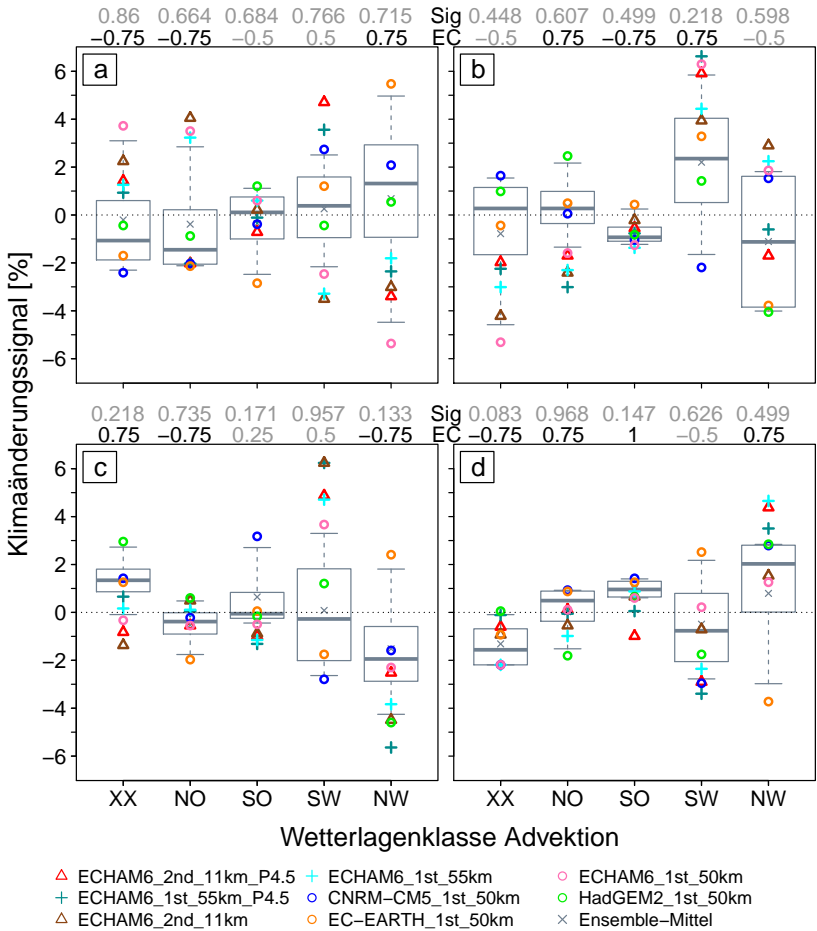 0.86 0.664 0.684 0.766 0.715 Sig 0.448 0.607 0.499 0.218 0.598
−0.75 −0.75 −0.5 0.5 0.75 EC −0.5 0.75 −0.75 0.75 −0.5
a b
6 4 2 0 −2 −4 −6
0.218 0.735 0.171 0.957 0.133 Sig 0.083 0.968 0.147 0.626 0.499
0.75 −0.75 0.25 0.5 −0.75 EC −0.75 0.75 1 −0.5 0.75
c d
6 4 2 0 −2 −4 −6
Klimaänderungssignal [%]
XX NO SO SW NW XX NO SO SW NW
Wetterlagenklasse Advektion
ECHAM6_2nd_11km_P4.5 ECHAM6_1st_55km ECHAM6_1st_50km
ECHAM6_1st_55km_P4.5 CNRM−CM5_1st_50km HadGEM2_1st_50km
ECHAM6_2nd_11km EC−EARTH_1st_50km Ensemble−Mittel